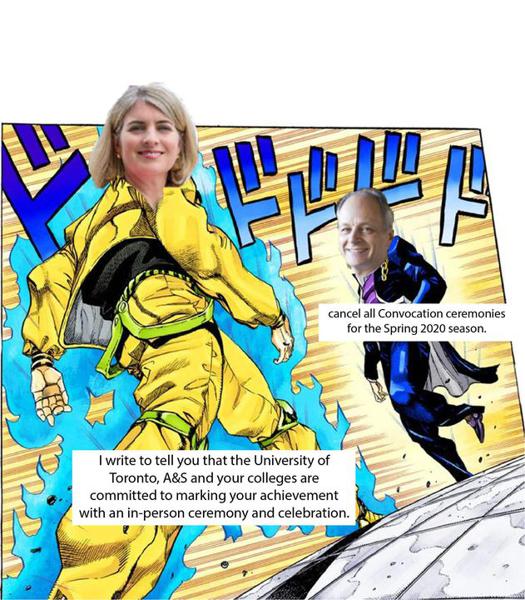 ドドドドド
cancel all Convocation ceremonies
for the Spring 2020 season.
I write to tell you that the University of
Toronto, A&S and your colleges are
committed to marking your achievement
with an in-person ceremony and celebration.